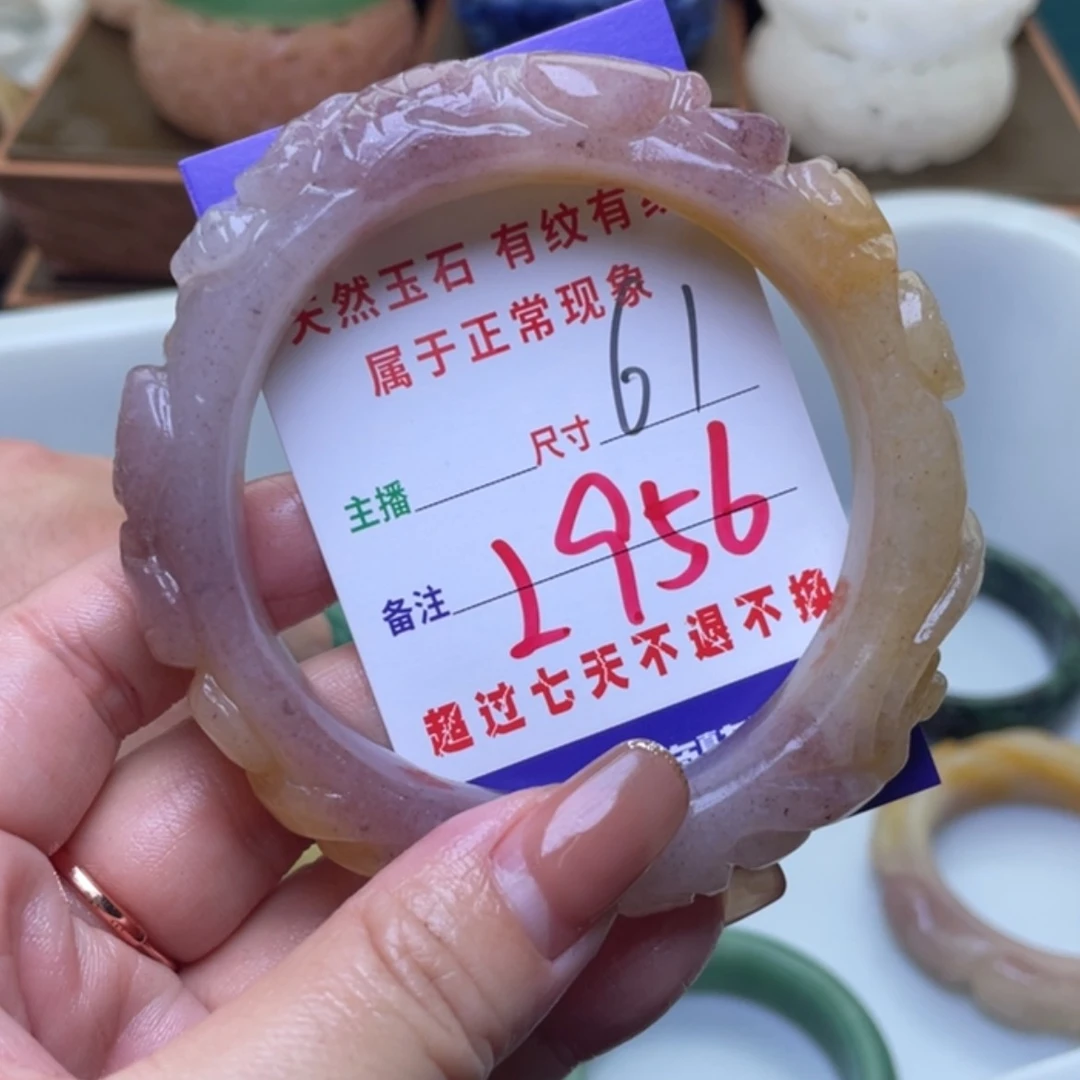 天然玉石 有纹有
属于正常现象
尺寸 61
主播
备注 1956
超过七天不退不换